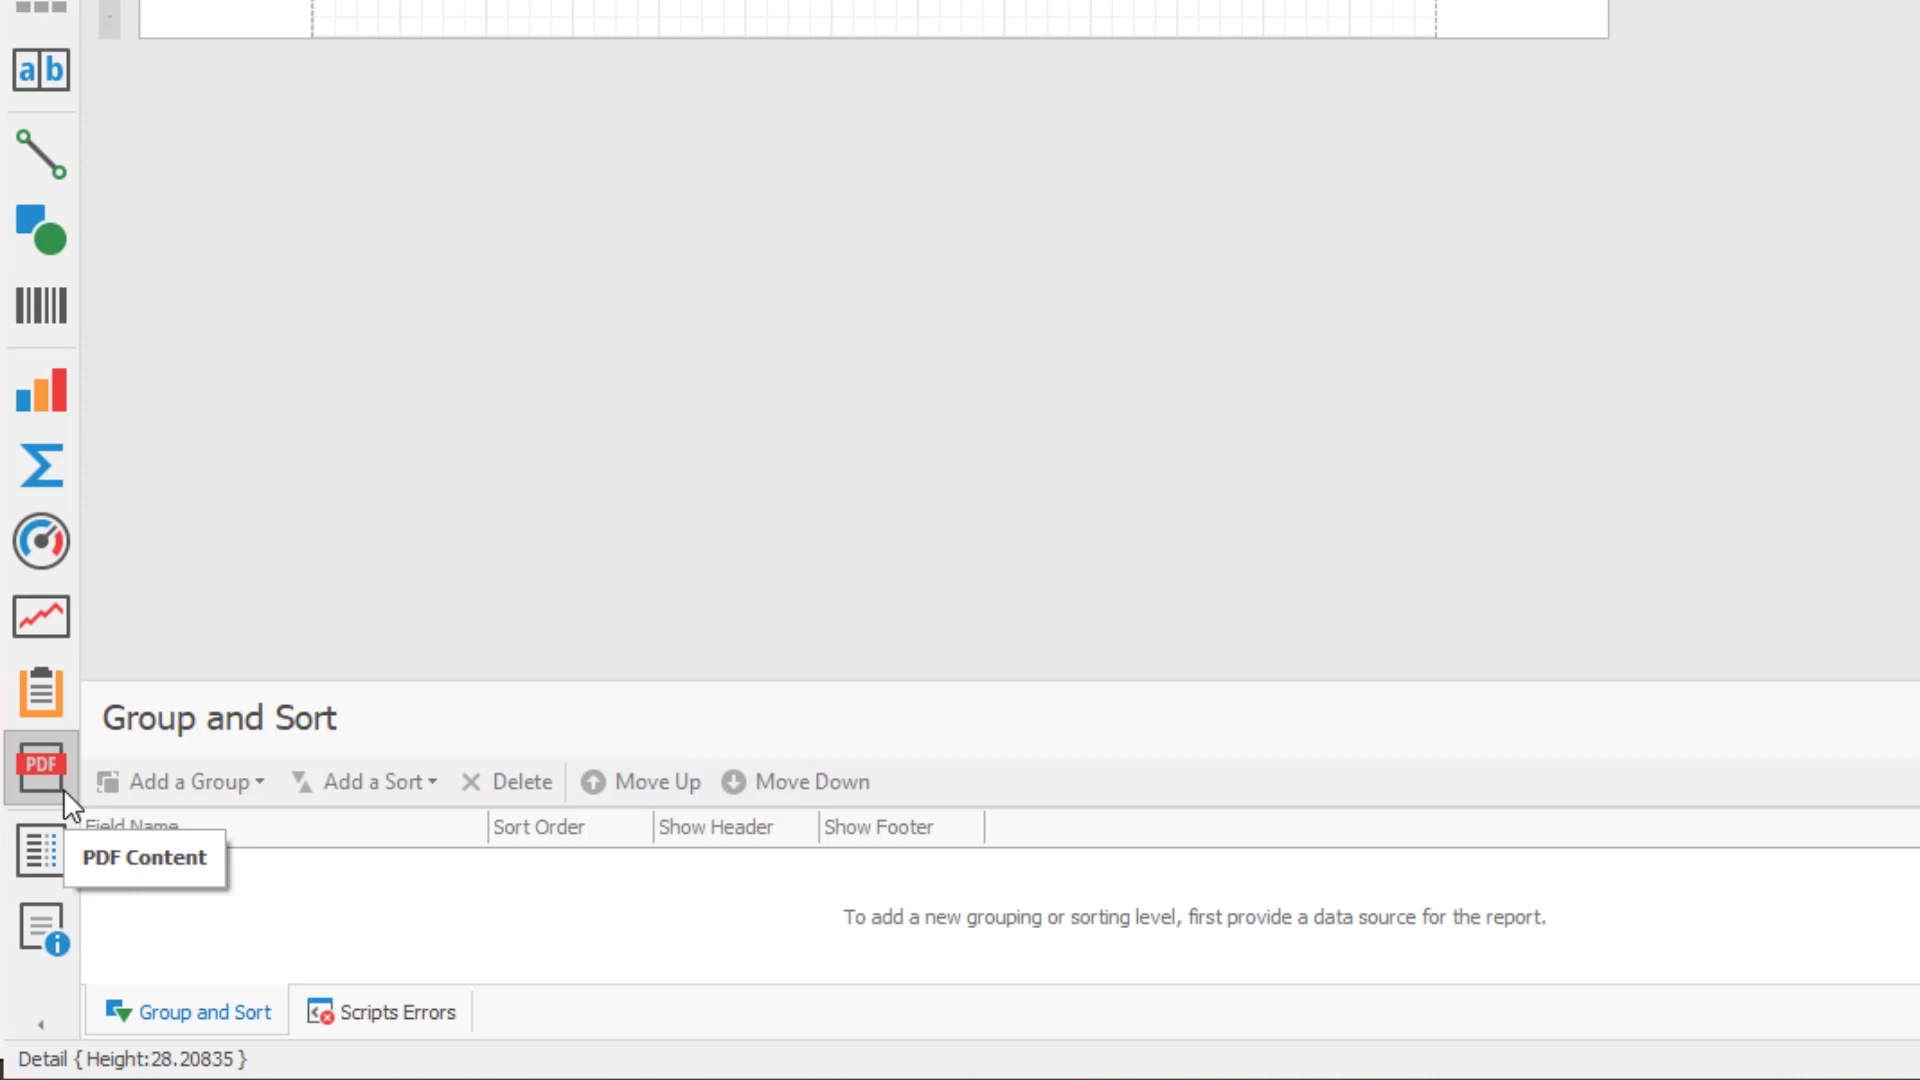 a b
Group and Sort
PDF
Add a Group
Add a Sort
Delete
Move Up
Move Down
Field Name
Sort Order
Show Header
Show Footer
PDF Content
To add a new grouping or sorting level, first provide a data source for the report.
Group and Sort
Scripts Errors
Detail { Height:28.20835 }